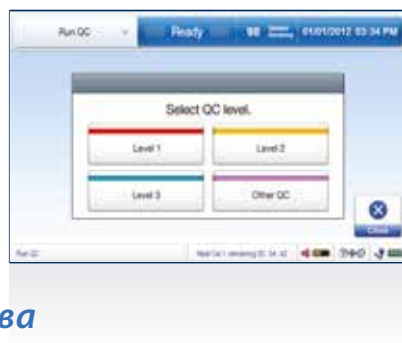 Run QC Ready 98 01/01/2012 03:34 PM
Select QC level.
Level 1 Level 2
Level 3 Other QC
Close
Run QC
ва